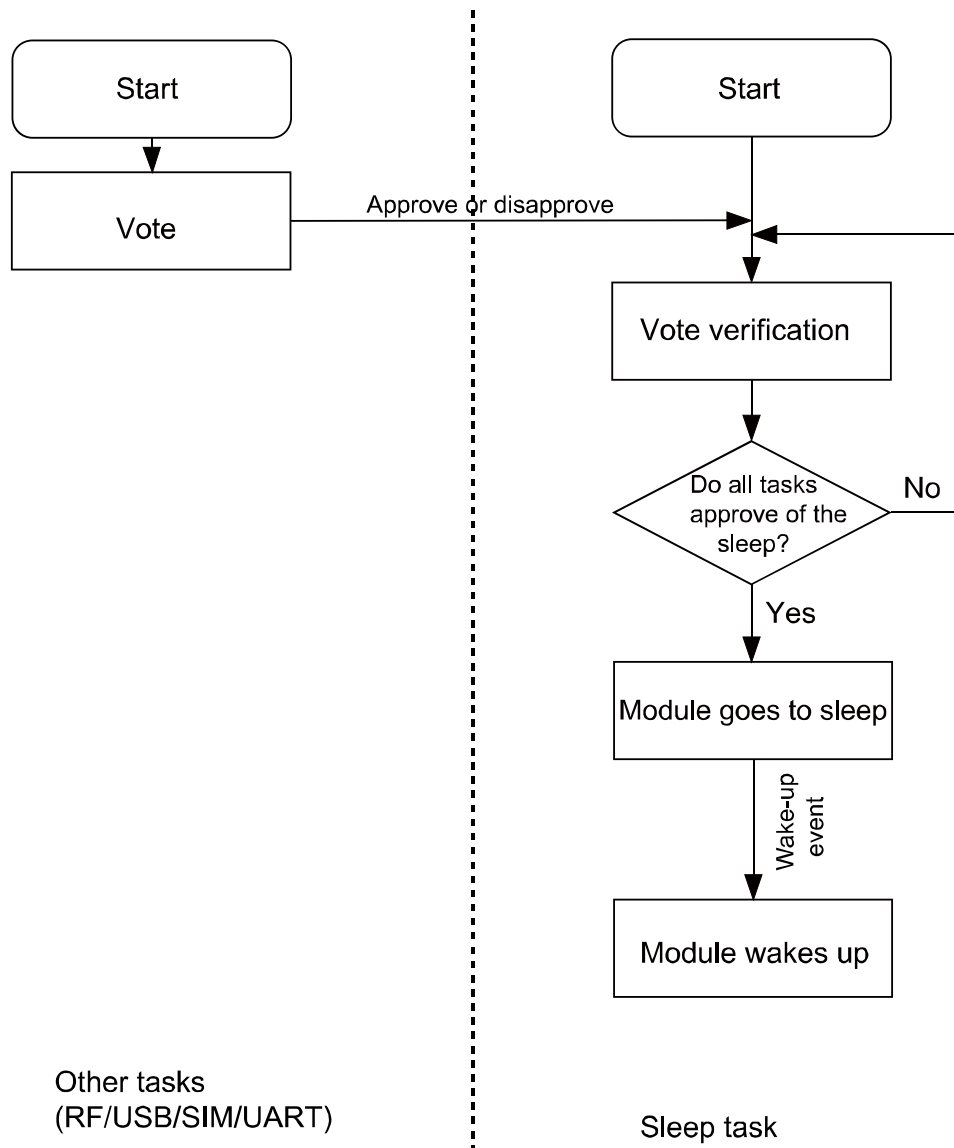 Start
Start
Vote
Approve or disapprove
Vote verification
Do all tasks
approve of the
sleep?
No
Yes
Module goes to sleep
Wake-up
event
Module wakes up
Other tasks
(RF/USB/SIM/UART)
Sleep task